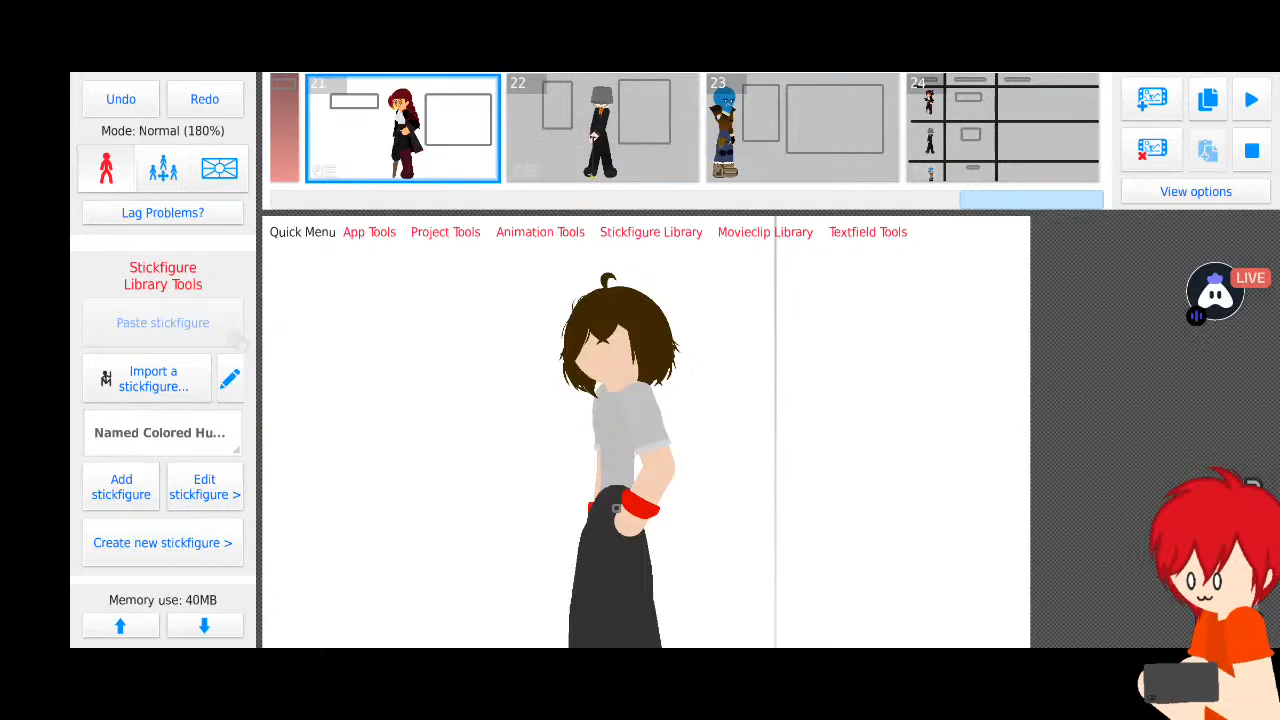 Undo
Redo
Mode: Normal (180%)
Lag Problems?
Stickfigure
Library Tools
Paste stickfigure
Import a
stickfigure...
Named Colored Hu...
Add
stickfigure
Edit
stickfigure >
Create new stickfigure >
Memory use: 40MB
21
22
23
24
View options
Quick Menu
App Tools
Project Tools
Animation Tools
Stickfigure Library
Movieclip Library
Textfield Tools
LIVE